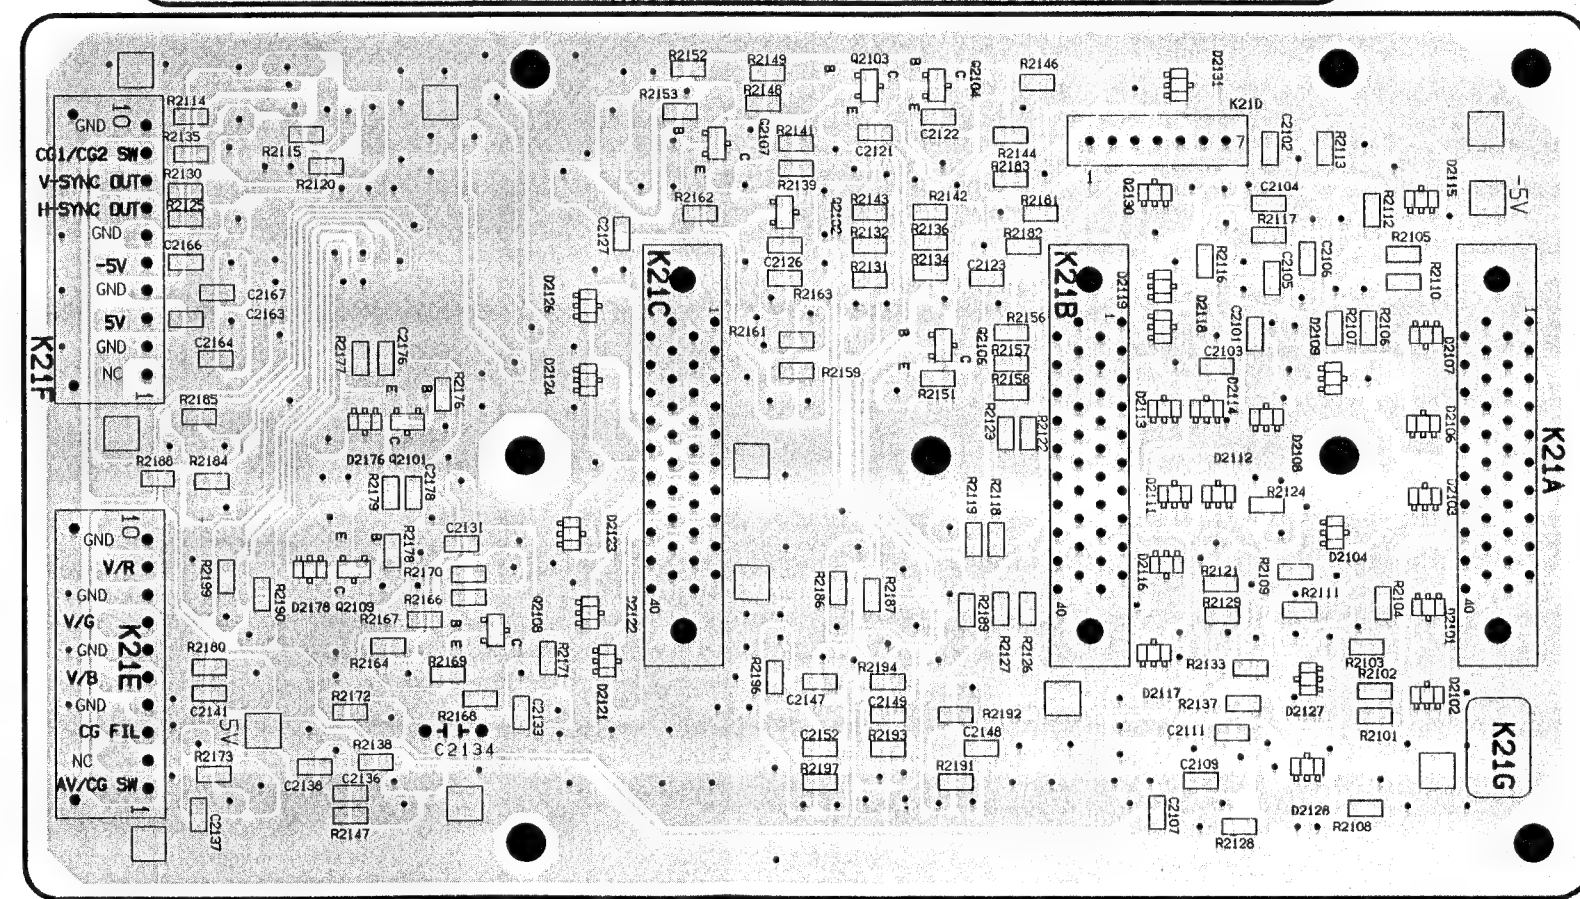 R2152
R2149
B
Q2103
C
B
Q2104
C
R2146
D2131
R2114
10
GND
R2135
CG1/CG2 SW
R2115
V-SYNC OUT
R2130
R2120
H-SYNC OUT
R2125
GND
C2166
-5V
GND
C2167
C2163
5V
GND
C2164
NC
1
K21F
R2153
R2148
E
E
B
C
E
Q2107
R2141
C2121
C2122
R2144
R2183
K21D
7
1
C2102
R2113
D2115
-5V
R2139
R2162
Q2132
R2143
R2142
R2181
D2130
C2104
R2117
R2112
C2127
R2132
R2136
R2182
R2105
C2126
R2131
R2134
C2123
R2116
C2105
C2106
R2110
K21C
K21B
D2119
D2126
1
R2163
1
D2118
C2101
D2109
R2107
R2106
1
D2107
R2161
B
E
C
Q2106
R2156
R2157
R2158
C2103
R2177
C2176
D2124
R2159
R2151
E
B
R2176
C
R2185
D2113
D2114
D2106
R2123
R2122
D2176
Q2101
R2188
R2184
R2179
C2178
D2112
D2108
K21A
D2111
R2124
D2103
10
GND
V/R
GND
V/G
GND
V/B
GND
CG FIL
NC
AV/CG SW
1
K21E
E
B
C
R2178
C2131
D2123
R2119
R2118
D2104
R2199
R2190
D2178
Q2109
R2170
R2166
R2167
B
E
C
Q2108
D2122
40
R2186
R2187
R2189
R2127
R2126
40
D2116
R2121
R2109
R2129
R2111
R2104
40
D2101
R2164
R2169
R2171
R2180
C2141
D2121
R2196
C2147
R2194
C2149
R2133
R2103
R2102
R2172
R2168
C2133
C2134
5V
R2192
D2117
R2137
D2127
R2101
D2102
R2173
R2138
C2138
C2136
R2147
C2137
C2152
R2193
C2148
R2197
R2191
C2111
C2109
K21G
C2107
D2128
R2108
R2128